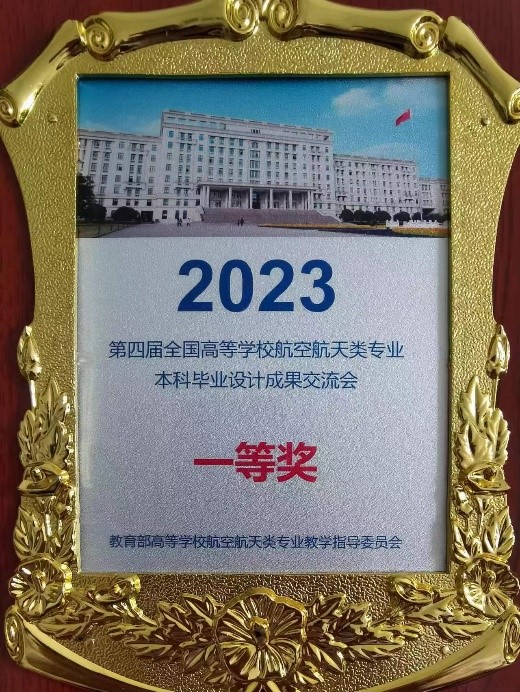 2023
第四届全国高等学校航空航天类专业
本科毕业设计成果交流会
一等奖
教育部高等学校航空航天类专业教学指导委员会